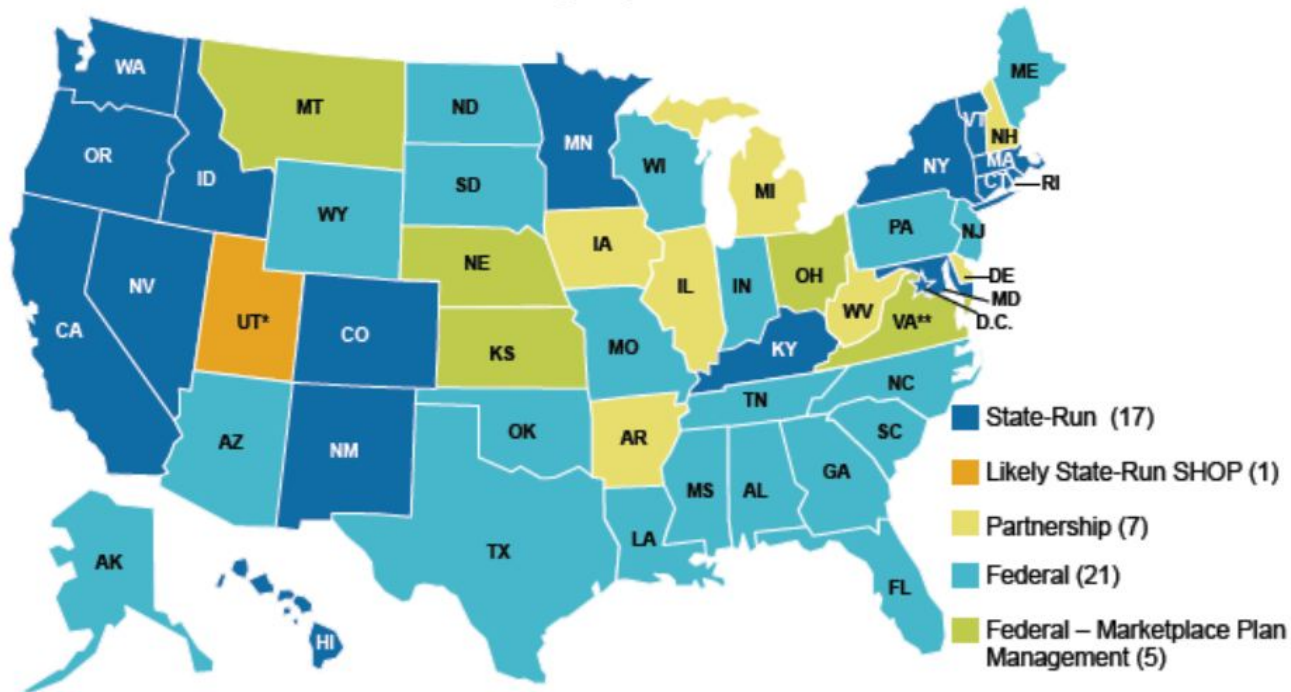 WA
OR
ID
MT
ND
SD
MN
WI
MI
ME
VT
NH
NY
MA
CT
RI
WY
NE
IA
IL
IN
OH
PA
NJ
DE
MD
D.C.
WV
VA**
CA
NV
UT*
CO
KS
MO
KY
NC
TN
SC
AZ
NM
OK
AR
MS
AL
GA
TX
LA
FL
AK
HI
State-Run (17)
Likely State-Run SHOP (1)
Partnership (7)
Federal (21)
Federal – Marketplace Plan
Management (5)